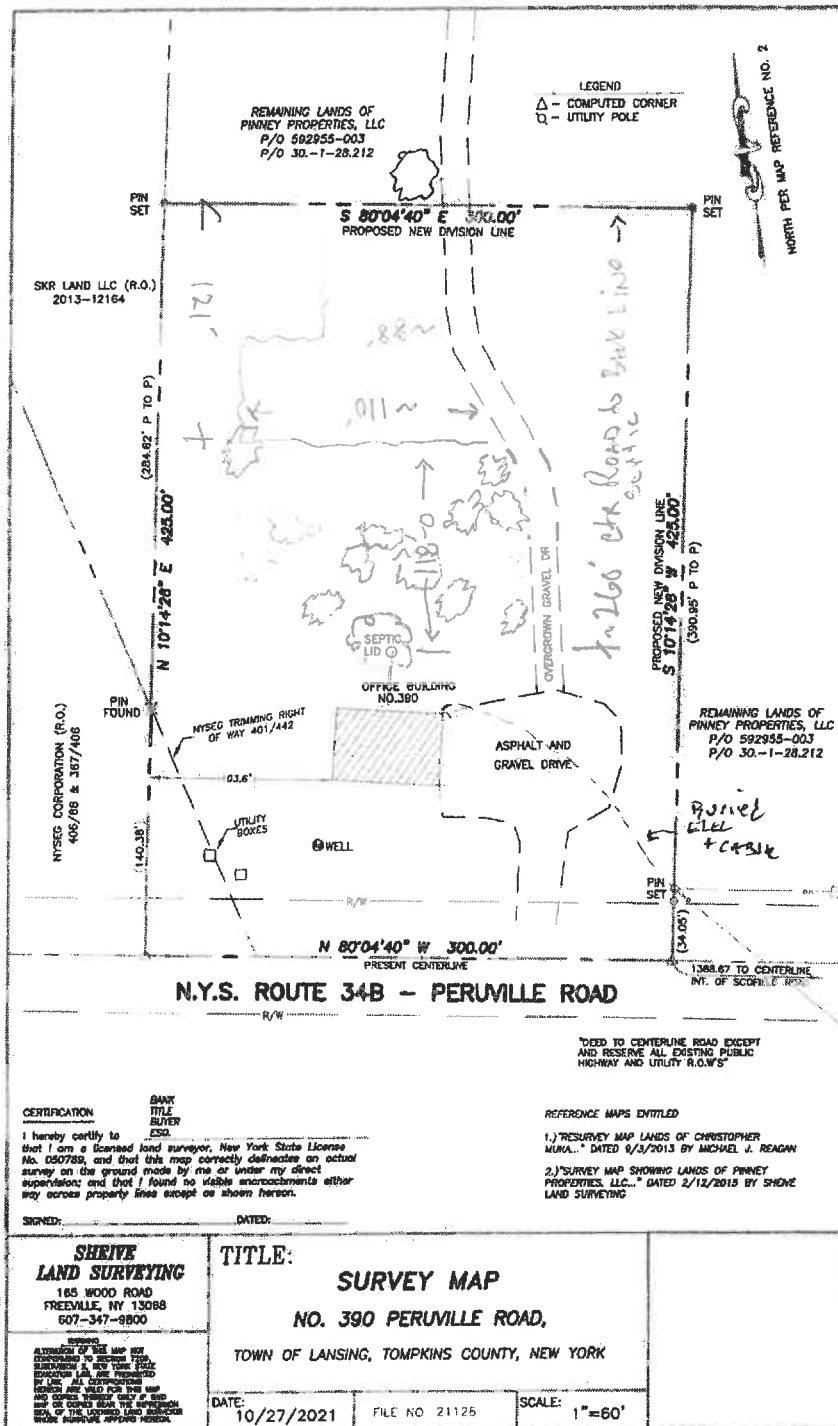 LEGEND
△ - COMPUTED CORNER
- UTILITY POLE
NORTH PER MAP REFERENCE NO. 2
REMAINING LANDS OF
PINNEY PROPERTIES, LLC
P/O 592955-003
P/O 30.-1-28.212
PIN
SET
S 80°04'40" E 300.00'
PROPOSED NEW DIVISION LINE
PIN
SET
SKR LAND LLC (R.O.)
2013-12164
121'
~88'
~110'
118'-0
(284.62' P TO P)
N 10°14'28" E 425.00'
PROPOSED NEW DIVISION LINE
S 10°14'28" W 425.00'
(390.95' P TO P)
260' CTR ROAD to Back Line
septic
OVERGROWN GRAVEL DR
SEPTIC
LID
OFFICE BUILDING
NO.390
PIN
FOUND
NYSEG TRIMMING RIGHT
OF WAY 401/442
NYSEG CORPORATION (R.O.)
406/86 & 367/406
ASPHALT AND
GRAVEL DRIVE
REMAINING LANDS OF
PINNEY PROPERTIES, LLC
P/O 592955-003
P/O 30.-1-28.212
Buried
+ CABLE
UTILITY
BOXES
WELL
(140.38')
R/W
PIN
SET
(34.05')
N 80°04'40" W 300.00'
PRESENT CENTERLINE
1388.67 TO CENTERLINE
INT. OF SCOFIELD
N.Y.S. ROUTE 34B - PERUVILLE ROAD
R/W
"DEED TO CENTERLINE ROAD EXCEPT
AND RESERVE ALL EXISTING PUBLIC
HIGHWAY AND UTILITY R.O.W'S"
CERTIFICATION
BANK
TITLE
BUYER
ESQ.
I hereby certify to
that I am a licensed land surveyor, New York State License
No. 050789, and that this map correctly delineates an actual
survey on the ground made by me or under my direct
supervision; and that I found no visible encroachments either
way across property lines except as shown hereon.
SIGNED: DATED:
REFERENCE MAPS ENTITLED
1.) "RESURVEY MAP LANDS OF CHRISTOPHER
DATED 9/3/2013 BY MICHAEL J. REAGAN
2.) "SURVEY MAP SHOWING LANDS OF PINNEY
PROPERTIES, LLC..." DATED 2/12/2015 BY SHEIVE
LAND SURVEYING
SHEIVE
LAND SURVEYING
165 WOOD ROAD
FREEVILLE, NY 13068
607-347-9800
WARNING
TITLE:
SURVEY MAP
NO. 390 PERUVILLE ROAD,
TOWN OF LANSING, TOMPKINS COUNTY, NEW YORK
DATE:
10/27/2021
FILE NO 21126
SCALE:
1"=60'